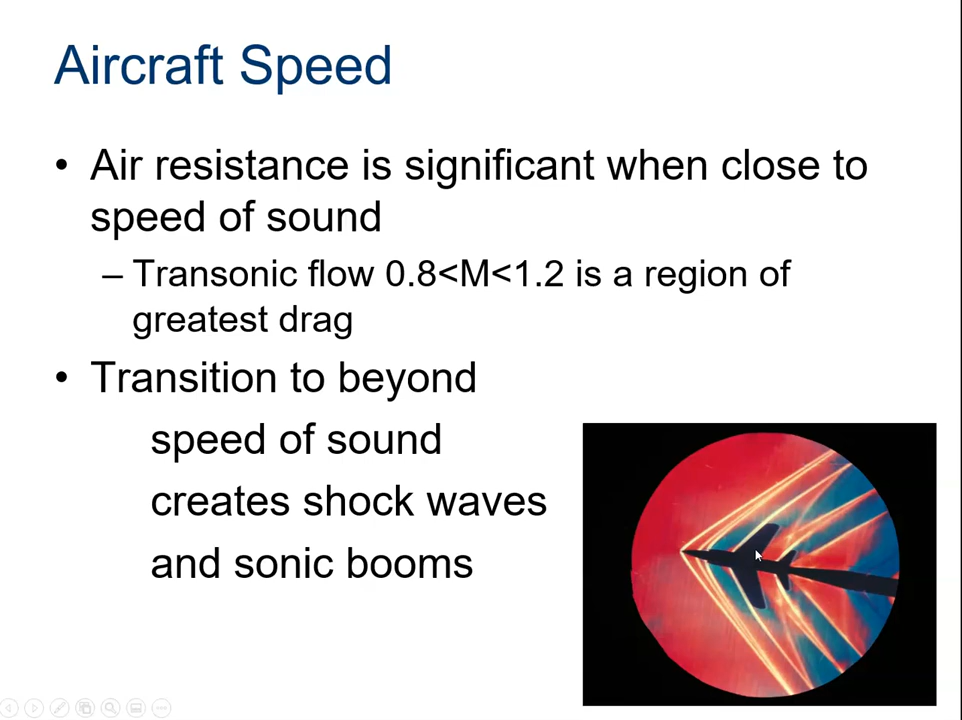 Aircraft Speed
• Air resistance is significant when close to
speed of sound
– Transonic flow 0.8<M<1.2 is a region of
greatest drag
• Transition to beyond
speed of sound
creates shock waves
and sonic booms